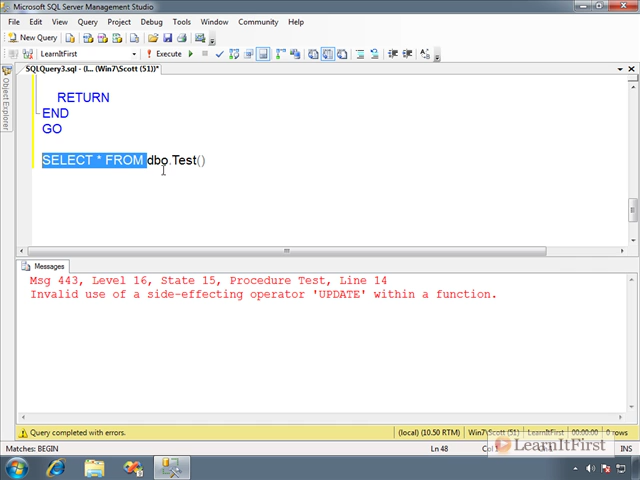 Microsoft SQL Server Management Studio
File Edit View Query Project Debug Tools Window Community Help
New Query
LearnItFirst Execute
SQLQuery3.sql - (l... (Win7\Scott (51))*
Object Explorer
RETURN
END
GO
SELECT * FROM dbo.Test()
Messages
Msg 443, Level 16, State 15, Procedure Test, Line 14
Invalid use of a side-effecting operator 'UPDATE' within a function.
Query completed with errors. (local) (10.50 RTM) Win7\Scott (51) LearnItFirst 00:00:00 0 rows
Matches: BEGIN Ln 48 INS
LearnItFirst